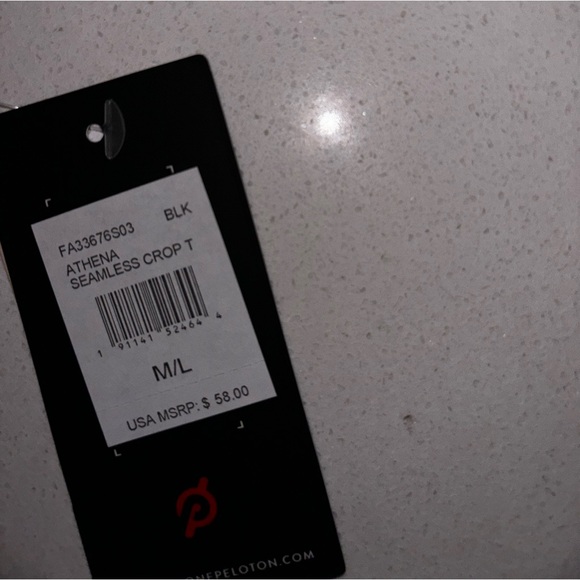 FA33676S03 BLK
ATHENA
SEAMLESS CROP T
1 91141 52464 4
M/L
USA MSRP: $ 58.00
ONEPELOTON.COM